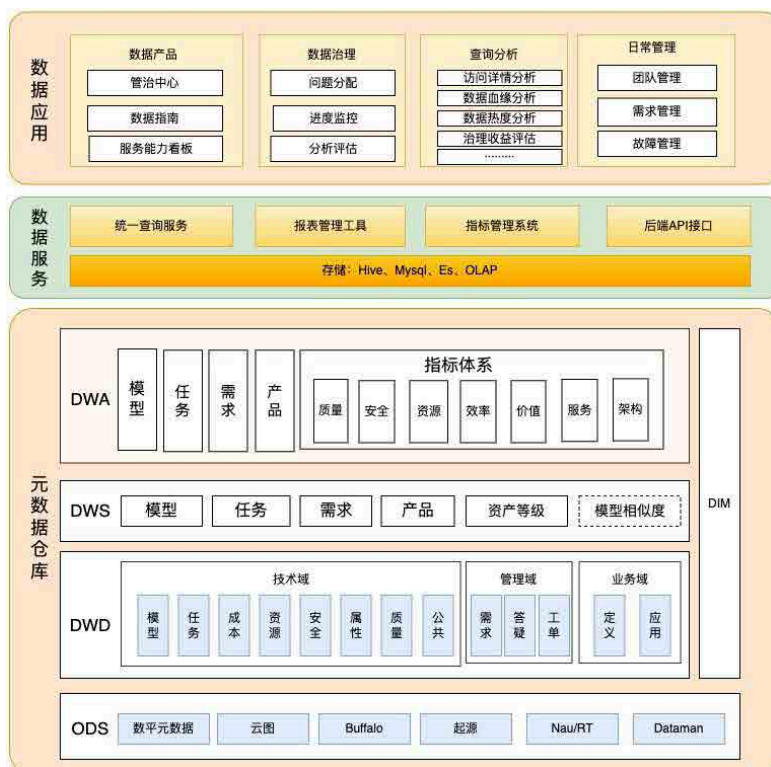 数据应用
数据产品
管治中心
数据指南
服务能力看板
数据治理
问题分配
进度监控
分析评估
查询分析
访问详情分析
数据血缘分析
数据热度分析
治理收益评估
………
日常管理
团队管理
需求管理
故障管理
数据服务
统一查询服务
报表管理工具
指标管理系统
后端API接口
存储：Hive、Mysql、Es、OLAP
元数据仓库
DWA
模型
任务
需求
产品
指标体系
质量
安全
资源
效率
价值
服务
架构
DIM
DWS
模型
任务
需求
产品
资产等级
模型相似度
DWD
技术域
模型
任务
成本
资源
安全
属性
质量
公共
管理域
需求
答疑
工单
业务域
定义
应用
ODS
数平元数据
云图
Buffalo
起源
Nau/RT
Dataman